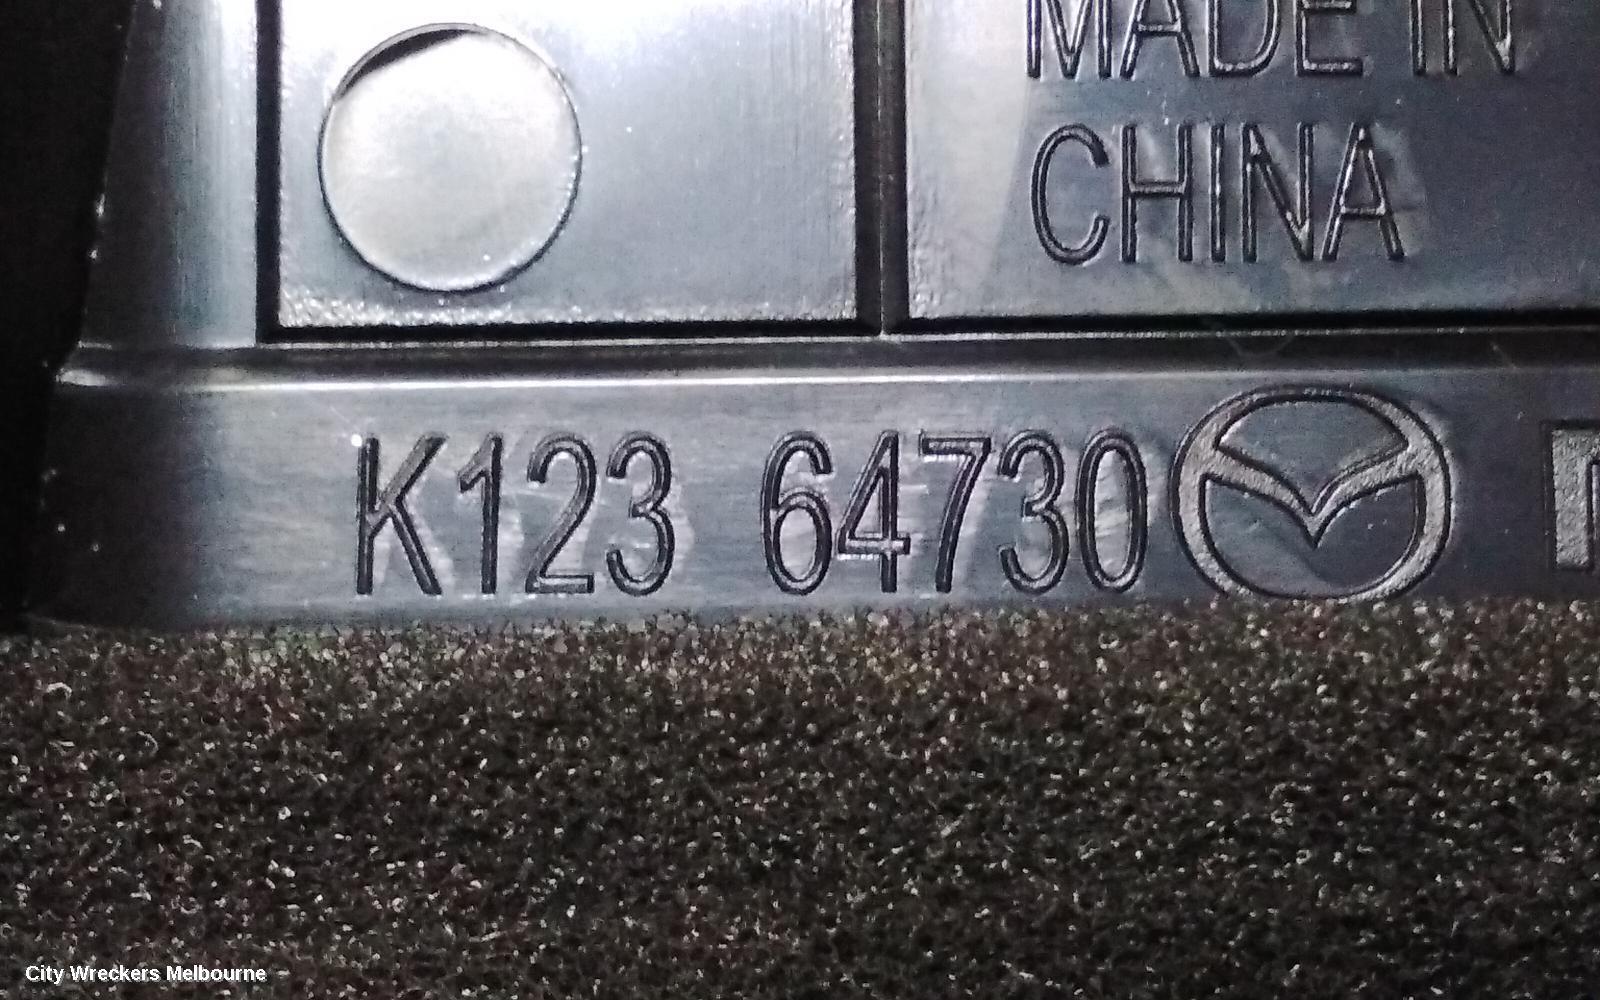 MADE IN
CHINA
K123 64730
City Wreckers Melbourne